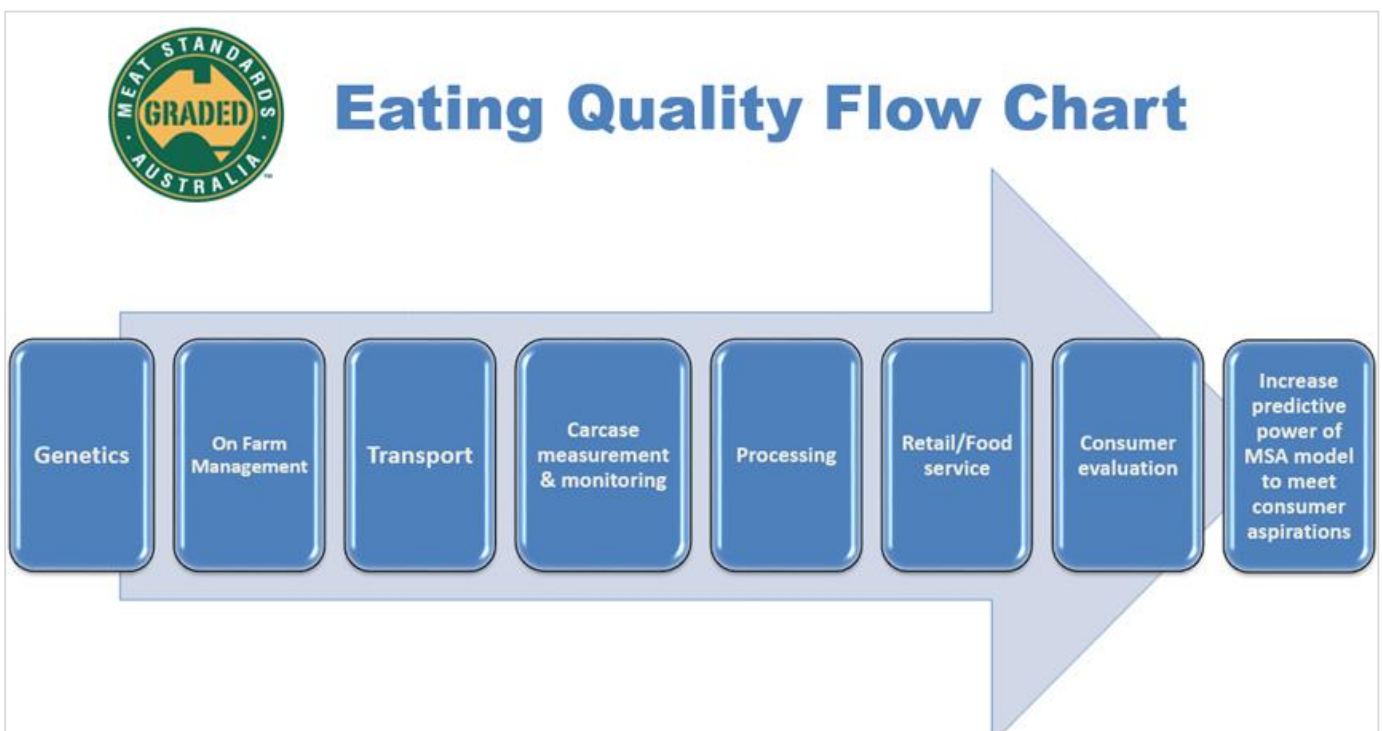 MEAT STANDARDS
GRADED
AUSTRALIA
™
Eating Quality Flow Chart
Genetics
On Farm
Management
Transport
Carcase
measurement
& monitoring
Processing
Retail/Food
service
Consumer
evaluation
Increase
predictive
power of
MSA model
to meet
consumer
aspirations